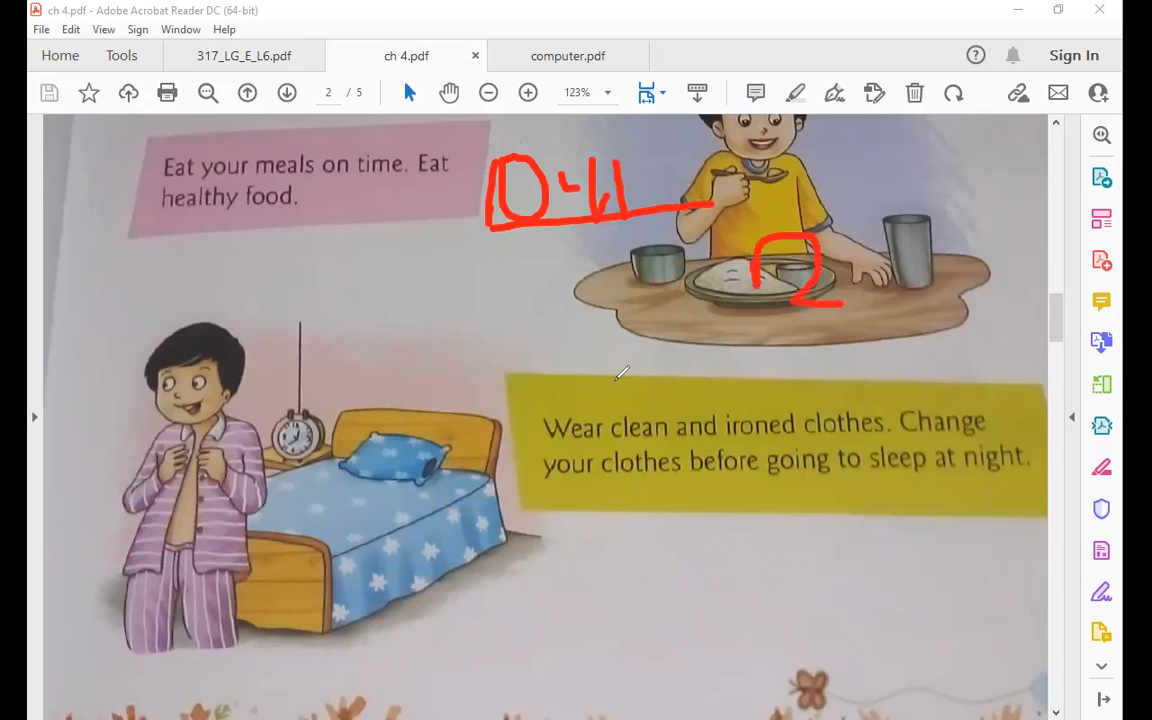 ch 4.pdf - Adobe Acrobat Reader DC (64-bit)
File Edit View Sign Window Help
Home Tools 317_LG_E_L6.pdf ch 4.pdf × computer.pdf Sign In
2 / 5 123%
Eat your meals on time. Eat
healthy food.
2
Wear clean and ironed clothes. Change
your clothes before going to sleep at night.